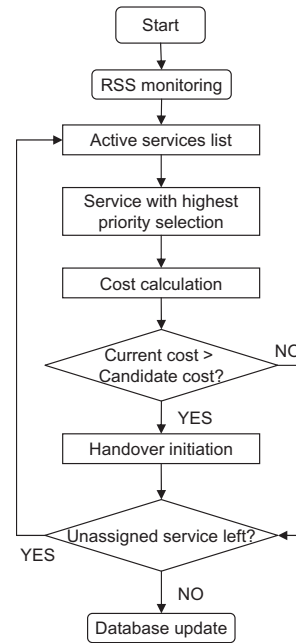 Start
RSS monitoring
Active services list
Service with highest
priority selection
Cost calculation
Current cost >
Candidate cost?
NO
YES
Handover initiation
Unassigned service left?
YES
NO
Database update